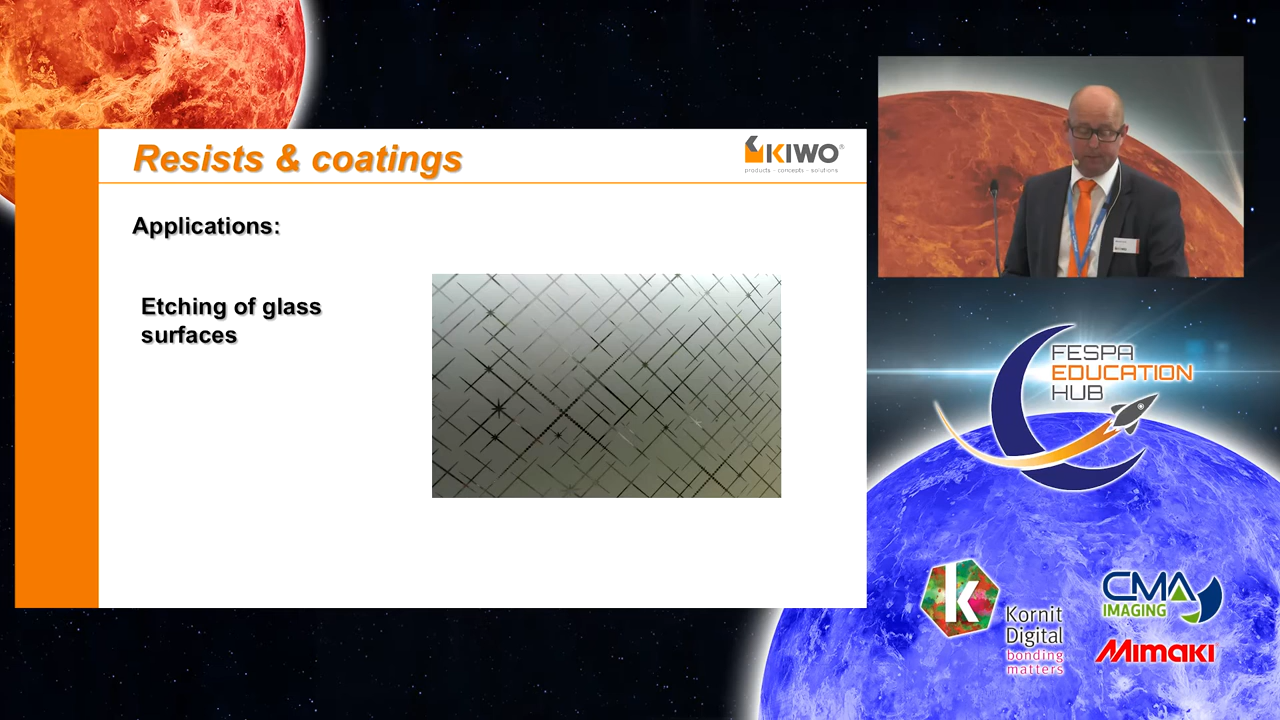 Resists & coatings
KIWO®
products - concepts - solutions
Applications:
Etching of glass
surfaces
FESPA
EDUCATION
HUB
k
Kornit
Digital
bonding
matters
CMA
IMAGING
Mimaki